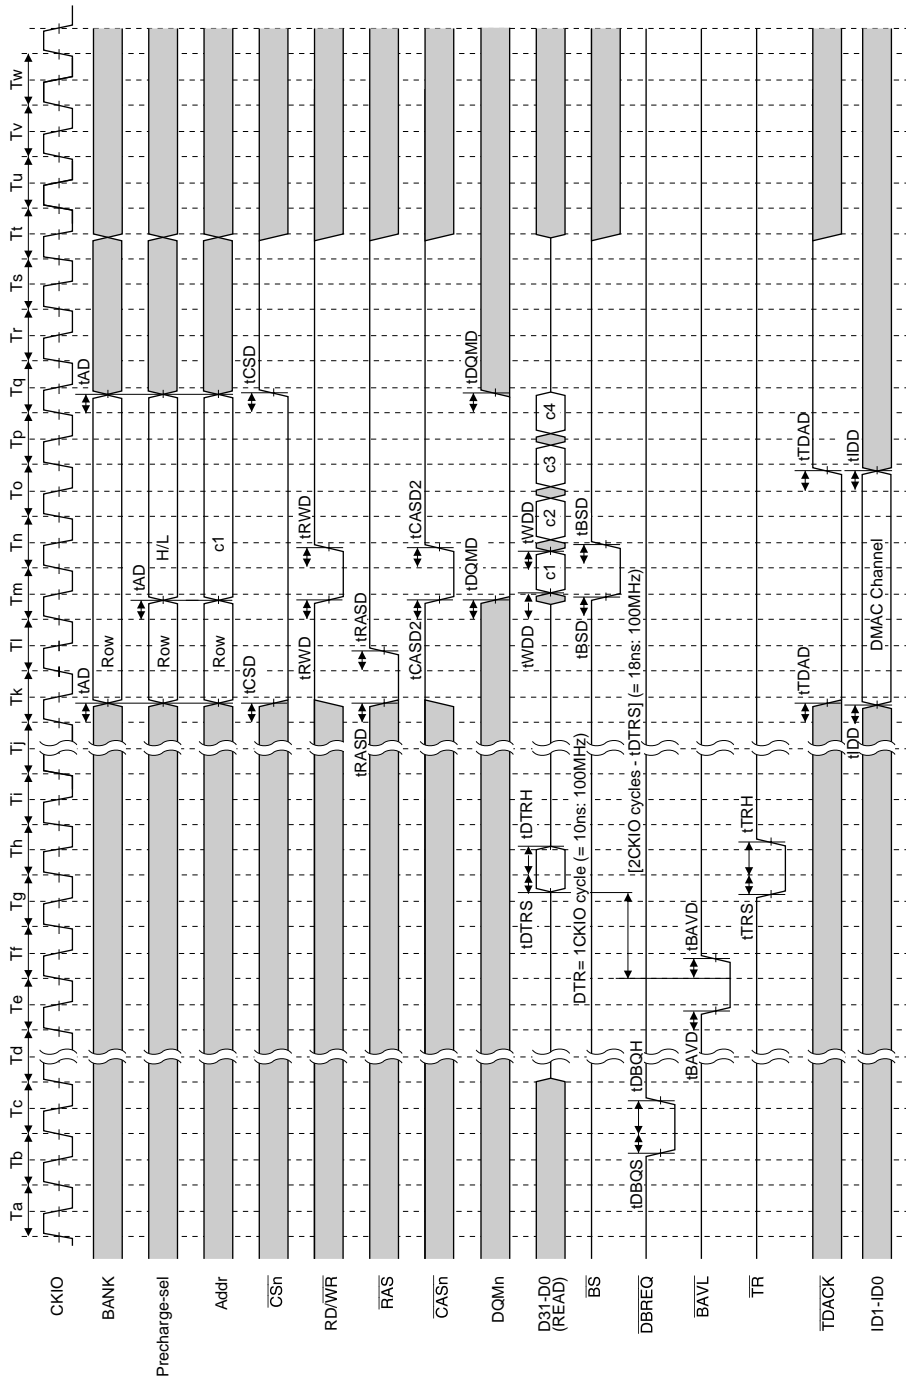 Ta Tb Tc Td Te Tf Tg Th Ti Tj Tk Tl Tm Tn To Tp Tq Tr Ts Tt Tu Tv Tw
CKIO
tAD tAD
BANK Row
tAD
Precharge-sel Row H/L
Addr Row c1
tCSD tCSD
CSn
tRWD tRWD
RD/WR
tRASD tRASD
RAS
tCASD2 tCASD2
CASn
tDQMD tDQMD
DQMn
tDTRS tDTRH tWDD tWDD
D31-D0
(READ)
c1 c2 c3 c4
tBSD tBSD
BS
DTR= 1CKIO cycle (= 10ns: 100MHz)
tDBQS tDBQH
[2CKIO cycles - tDTRS] (= 18ns: 100MHz)
DBREQ
tBAVD tBAVD
BAVL
tTRS tTRH
TR
tTDAD tTDAD
TDACK
tIDD tIDD
ID1-ID0 DMAC Channel